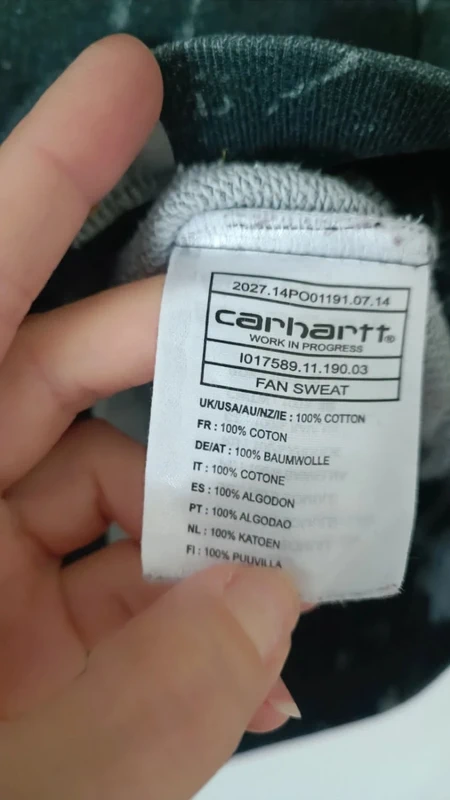 2027.14PO01191.07.14
carhartt®
WORK IN PROGRESS
I017589.11.190.03
FAN SWEAT
UK/USA/AU/NZ/IE : 100% COTTON
FR : 100% COTON
DE/AT : 100% BAUMWOLLE
IT : 100% COTONE
ES : 100% ALGODON
PT : 100% ALGODAO
NL : 100% KATOEN
FI : 100% PUUVILLA